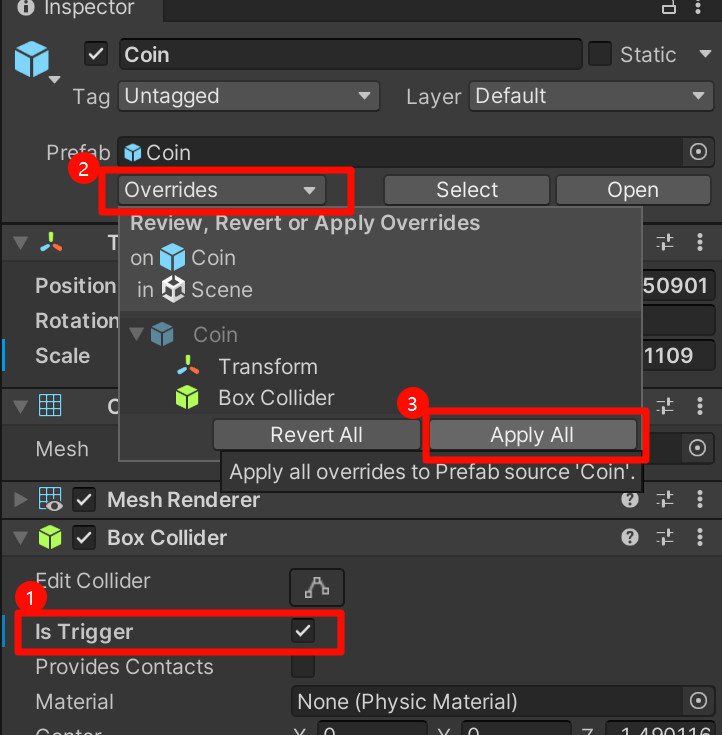 Inspector
Coin
Static
Tag
Untagged
Layer
Default
Prefab
Coin
2
Overrides
Select
Open
Review, Revert or Apply Overrides
on Coin
in Scene
T
Position
50901
Rotation
Scale
1109
Coin
Transform
Box Collider
3
Revert All
Apply All
Apply all overrides to Prefab source 'Coin'.
C
Mesh
Mesh Renderer
Box Collider
Edit Collider
1
Is Trigger
Provides Contacts
Material
None (Physic Material)
Center
X 0 Y 0 Z -1.490116